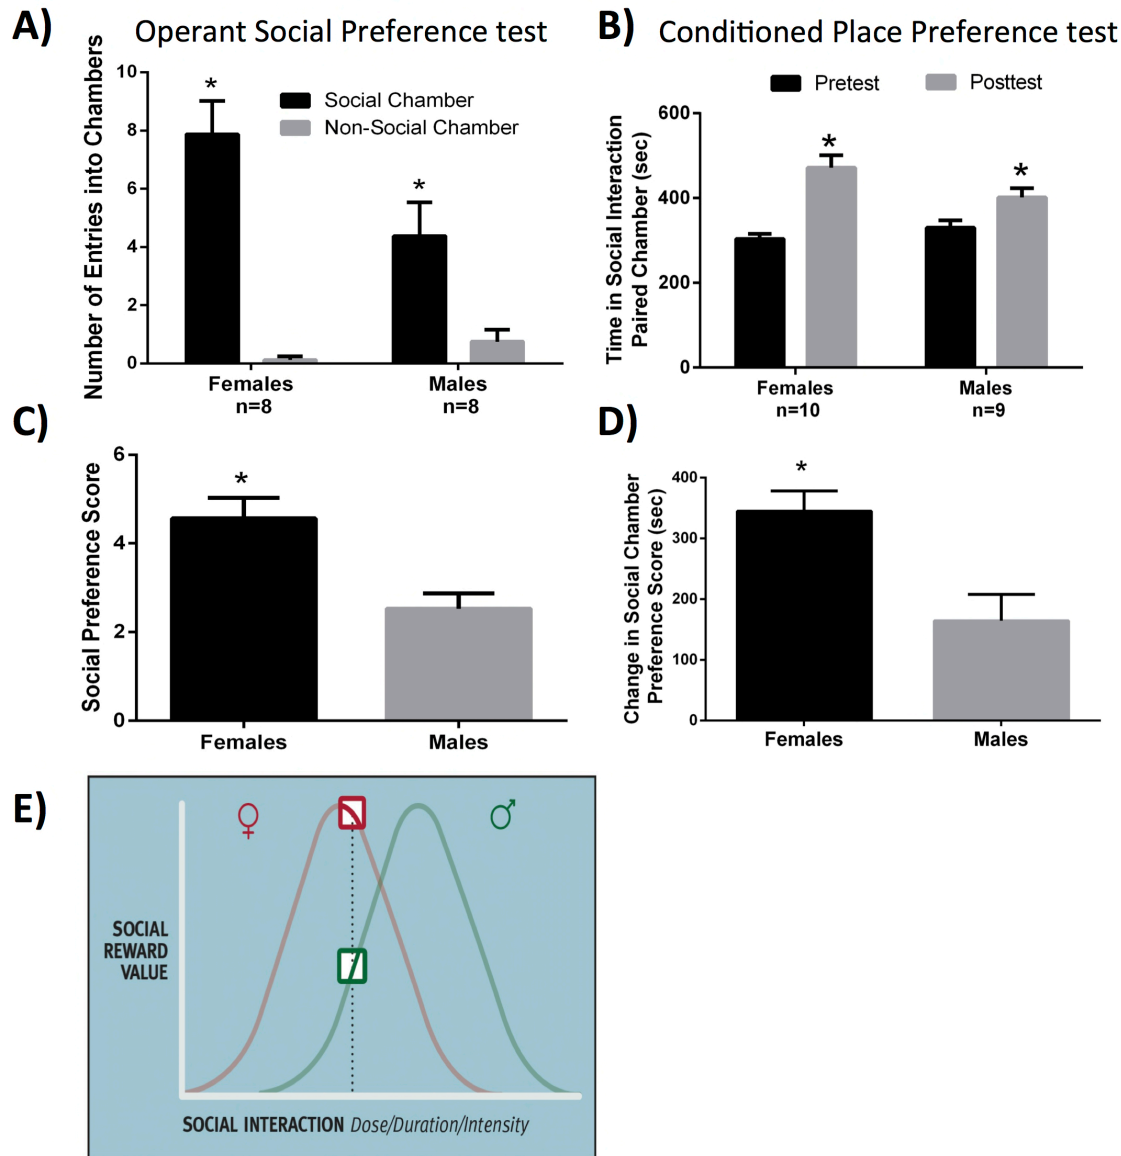 A)
Operant Social Preference test
Number of Entries into Chambers
10
8
6
4
2
0
*
*
Social Chamber
Non-Social Chamber
Females
n=8
Males
n=8
B)
Conditioned Place Preference test
Pretest
Posttest
Time in Social Interaction
Paired Chamber (sec)
600
400
200
0
*
*
Females
n=10
Males
n=9
C)
Social Preference Score
6
4
2
0
*
Females
Males
D)
Change in Social Chamber
Preference Score (sec)
400
300
200
100
0
*
Females
Males
E)
♀
♂
SOCIAL
REWARD
VALUE
SOCIAL INTERACTION Dose/Duration/Intensity